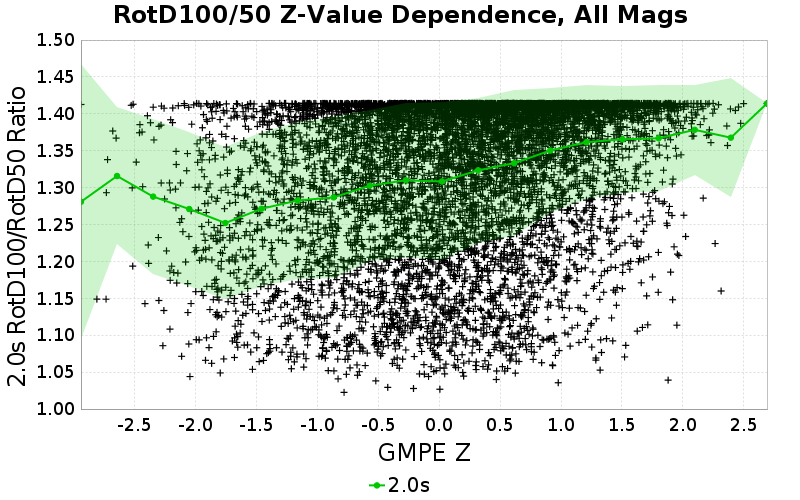 RotD100/50 Z-Value Dependence, All Mags
2.0s RotD100/RotD50 Ratio
1.50
1.45
1.40
1.35
1.30
1.25
1.20
1.15
1.10
1.05
1.00
-2.5 -2.0 -1.5 -1.0 -0.5 0.0 0.5 1.0 1.5 2.0 2.5
GMPE Z
2.0s